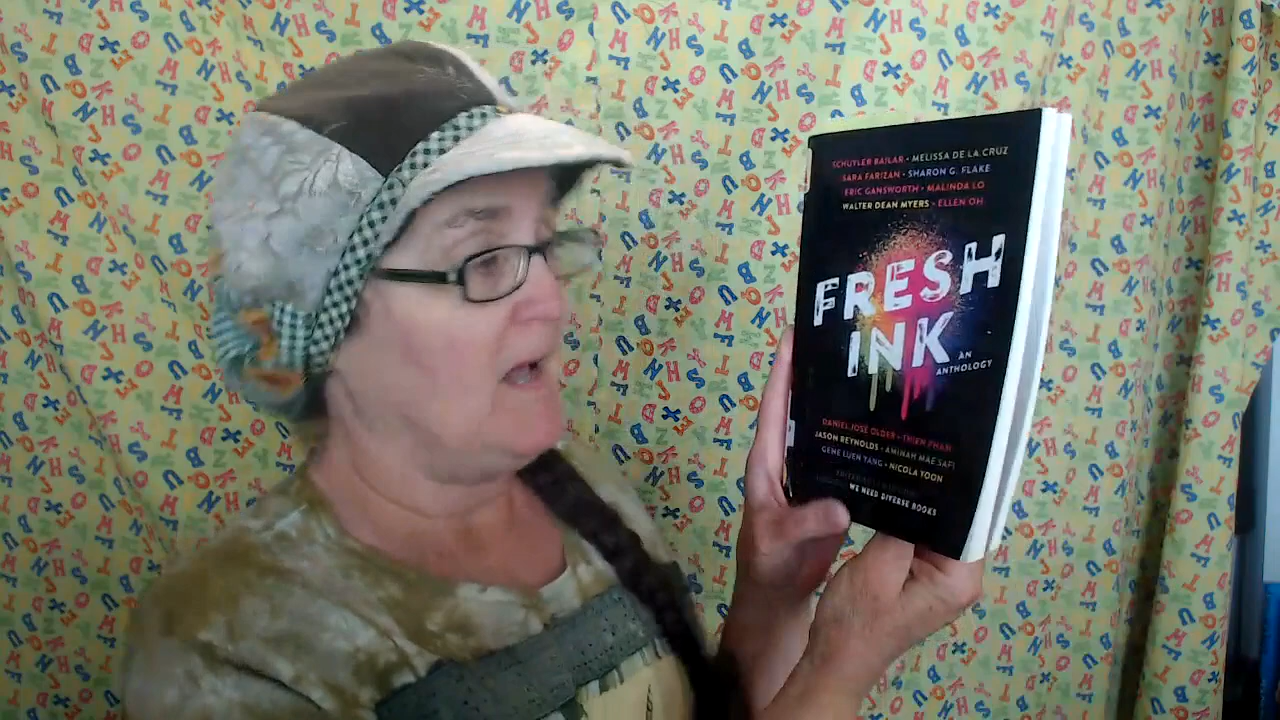 SCHUYLER BAILAR • MELISSA DE LA CRUZ
SARA FARIZAN • SHARON G. FLAKE
ERIC GANSWORTH • MALINDA LO
WALTER DEAN MYERS • ELLEN OH
FRESH
INK
AN
ANTHOLOGY
DANIEL JOSÉ OLDER • THIEN PHAM
JASON REYNOLDS • AMINAH MAE SAFI
GENE LUEN YANG • NICOLA YOON
WE NEED DIVERSE BOOKS